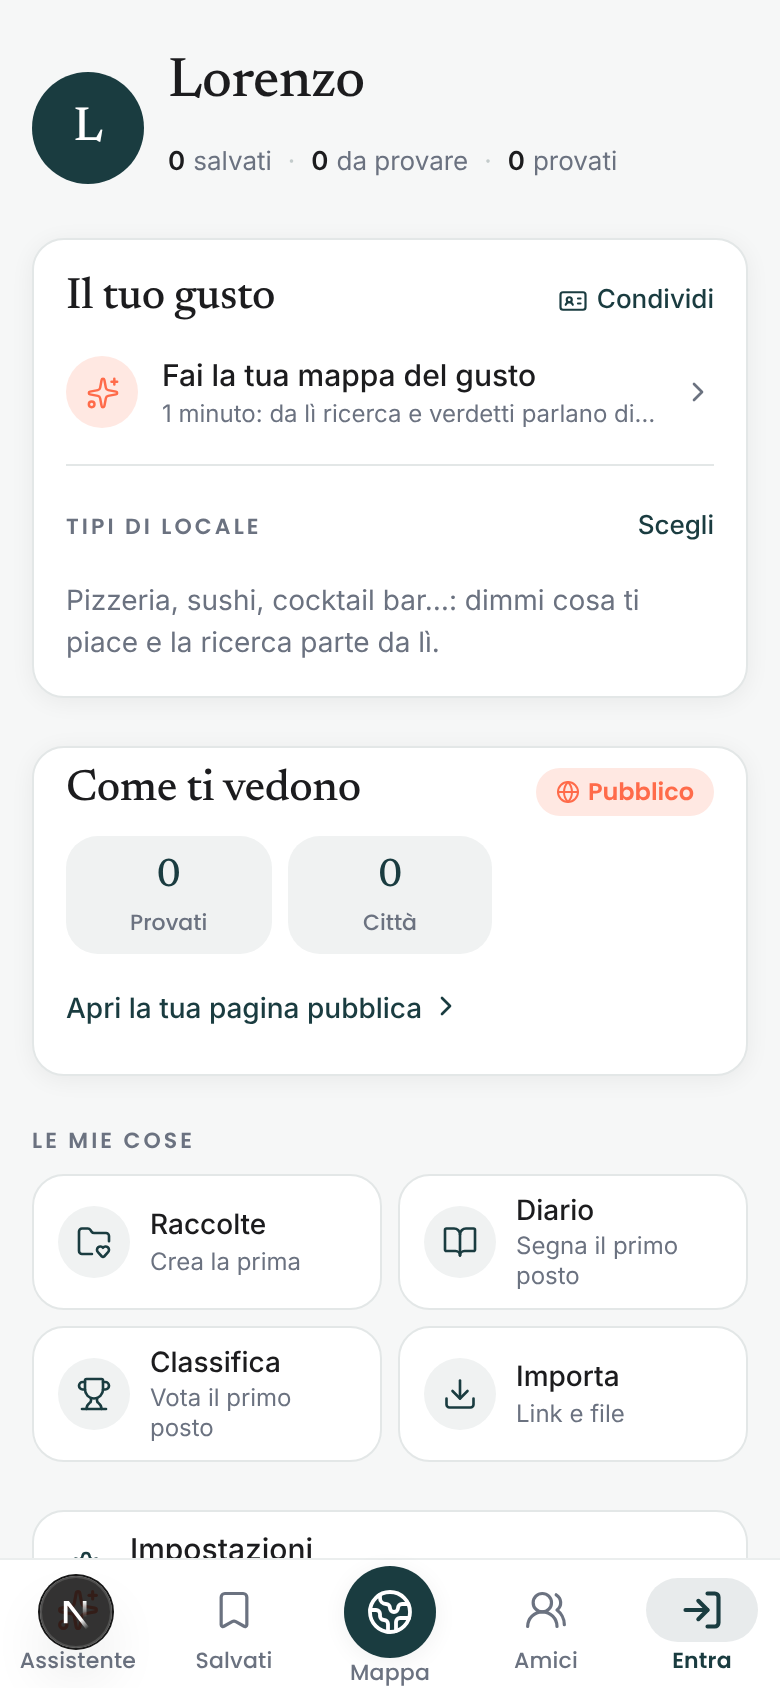 Lorenzo
L
0 salvati · 0 da provare · 0 provati
Il tuo gusto
Condividi
Fai la tua mappa del gusto
1 minuto: da lì ricerca e verdetti parlano di...
TIPI DI LOCALE
Scegli
Pizzeria, sushi, cocktail bar...: dimmi cosa ti
piace e la ricerca parte da lì.
Come ti vedono
Pubblico
0
Provati
0
Città
Apri la tua pagina pubblica
LE MIE COSE
Raccolte
Crea la prima
Diario
Segna il primo
posto
Classifica
Vota il primo
posto
Importa
Link e file
Impostazioni
N
Assistente
Salvati
Mappa
Amici
Entra